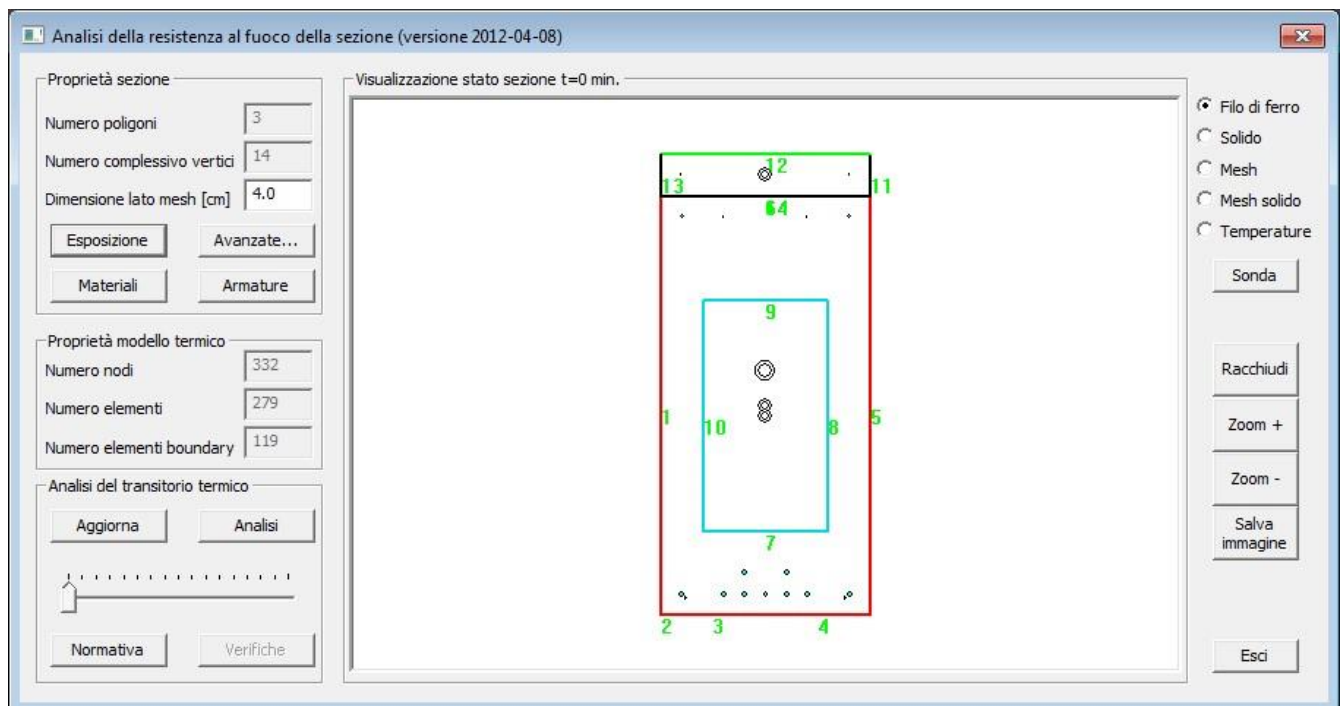 Analisi della resistenza al fuoco della sezione (versione 2012-04-08)
Proprietà sezione
Numero poligoni 3
Numero complessivo vertici 14
Dimensione lato mesh [cm] 4.0
Esposizione Avanzate...
Materiali Armature
Proprietà modello termico
Numero nodi 332
Numero elementi 279
Numero elementi boundary 119
Analisi del transitorio termico
Aggiorna Analisi
Normativa Verifiche
Visualizzazione stato sezione t=0 min.
12
13 11
4
9
1 10 8 5
7
2 3 4
Filo di ferro
Solido
Mesh
Mesh solido
Temperature
Sonda
Racchiudi
Zoom +
Zoom -
Salva
immagine
Esci